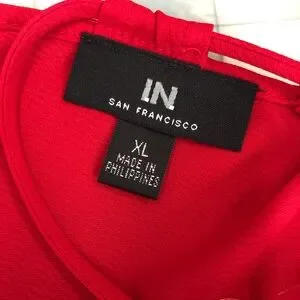 IN.
SAN FRANCISCO
XL
MADE IN
PHILIPPINES